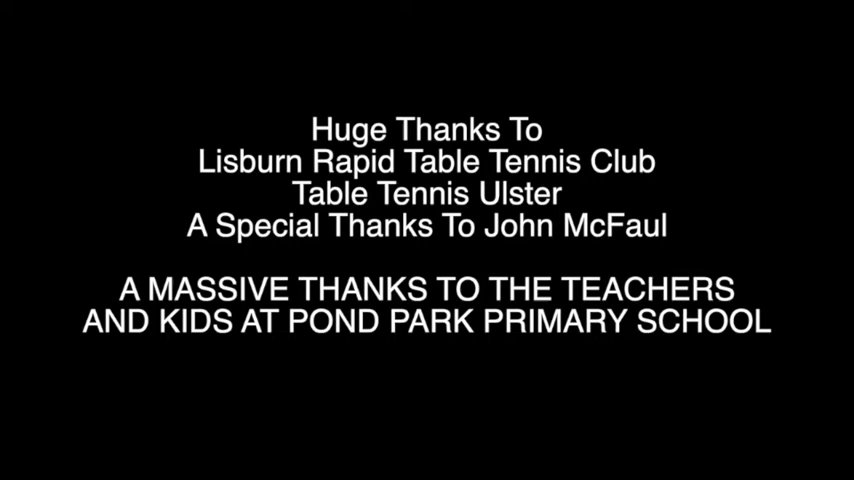 Huge Thanks To
Lisburn Rapid Table Tennis Club
Table Tennis Ulster
A Special Thanks To John McFaul
A MASSIVE THANKS TO THE TEACHERS
AND KIDS AT POND PARK PRIMARY SCHOOL